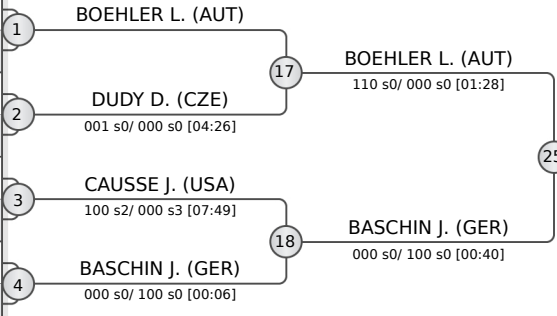 BOEHLER L. (AUT)
1
17
BOEHLER L. (AUT)
110 s0/ 000 s0 [01:28]
DUDY D. (CZE)
2
001 s0/ 000 s0 [04:26]
25
CAUSSE J. (USA)
3
100 s2/ 000 s3 [07:49]
18
BASCHIN J. (GER)
000 s0/ 100 s0 [00:40]
BASCHIN J. (GER)
4
000 s0/ 100 s0 [00:06]